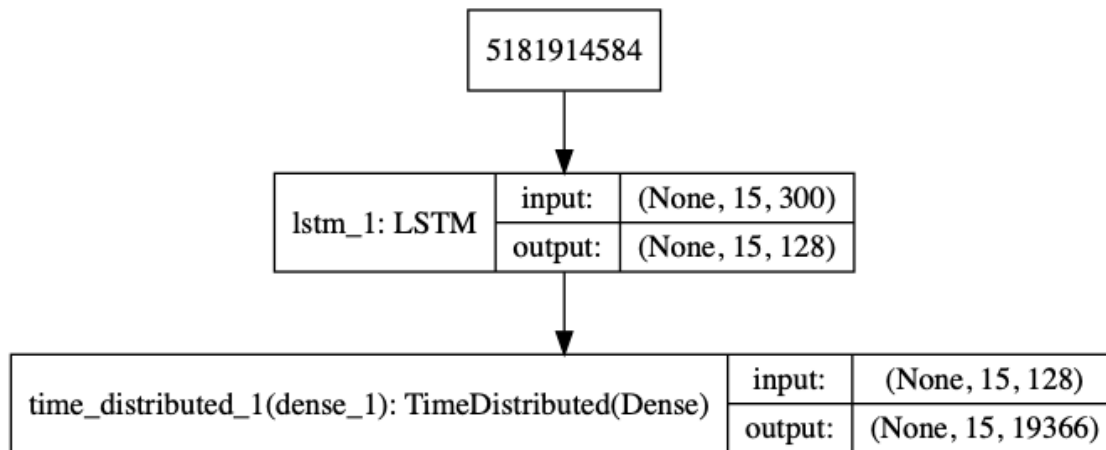 5181914584
lstm_1: LSTM
input:
(None, 15, 300)
output:
(None, 15, 128)
time_distributed_1(dense_1): TimeDistributed(Dense)
input:
(None, 15, 128)
output:
(None, 15, 19366)